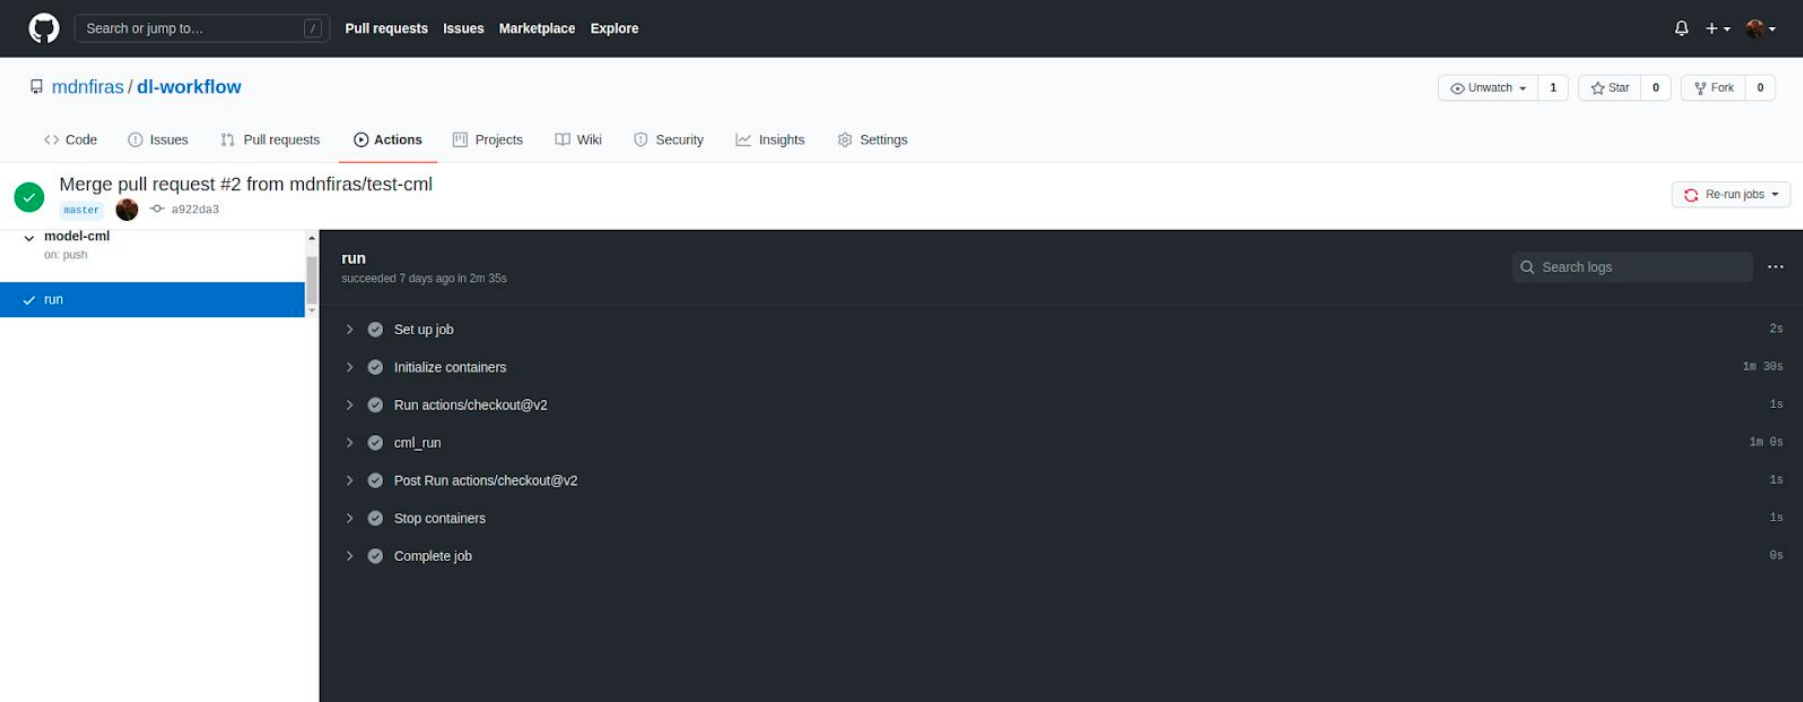 Search or jump to... / Pull requests Issues Marketplace Explore
mdnfiras / dl-workflow Unwatch 1 Star 0 Fork 0
Code Issues Pull requests Actions Projects Wiki Security Insights Settings
Merge pull request #2 from mdnfiras/test-cml
master a922da3 Re-run jobs
model-cml
on: push
run
run
succeeded 7 days ago in 2m 35s
Search logs
Set up job 2s
Initialize containers 1m 30s
Run actions/checkout@v2 1s
cml_run 1m 0s
Post Run actions/checkout@v2 1s
Stop containers 1s
Complete job 0s